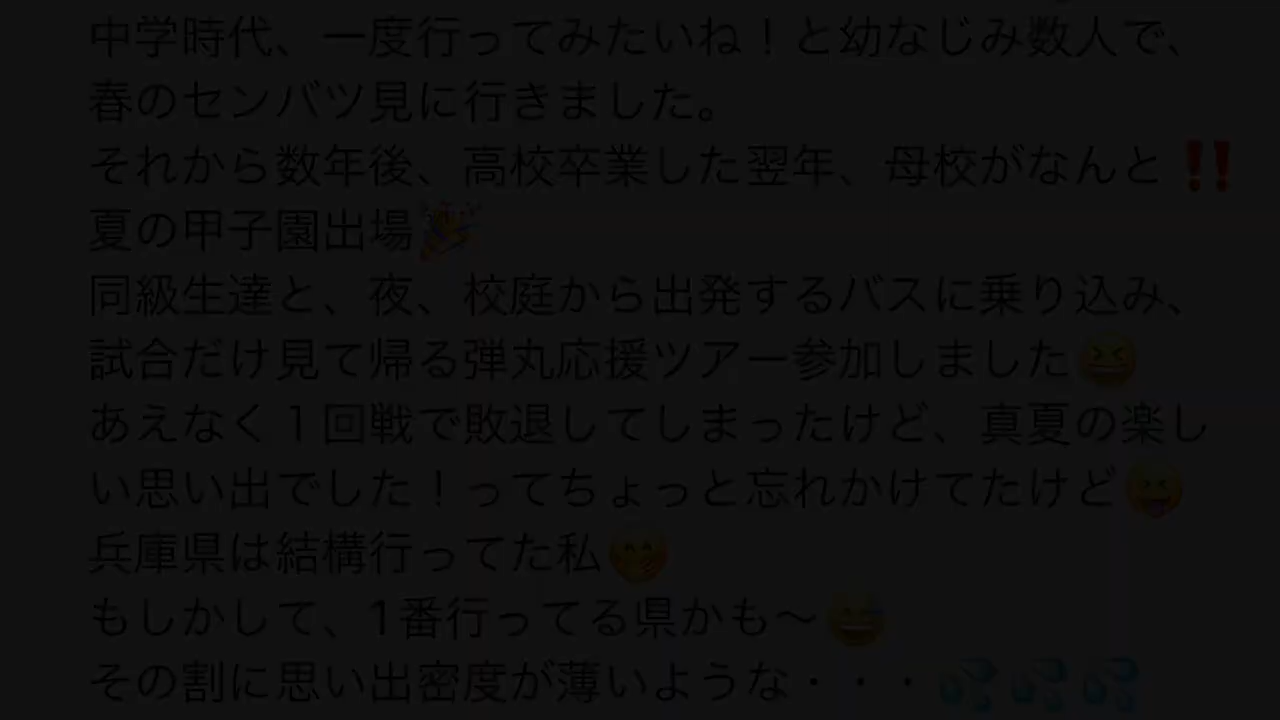 中学時代、一度行ってみたいね！と幼なじみ数人で、
春のセンバツ見に行きました。
それから数年後、高校卒業した翌年、母校がなんと‼️
夏の甲子園出場🎉
同級生達と、夜、校庭から出発するバスに乗り込み、
試合だけ見て帰る弾丸応援ツアー参加しました😆
あえなく１回戦で敗退してしまったけど、真夏の楽し
い思い出でした！ってちょっと忘れかけてたけど😝
兵庫県は結構行ってた私🤭
もしかして、1番行ってる県かも〜😅
その割に思い出密度が薄いような・・・💦💦💦